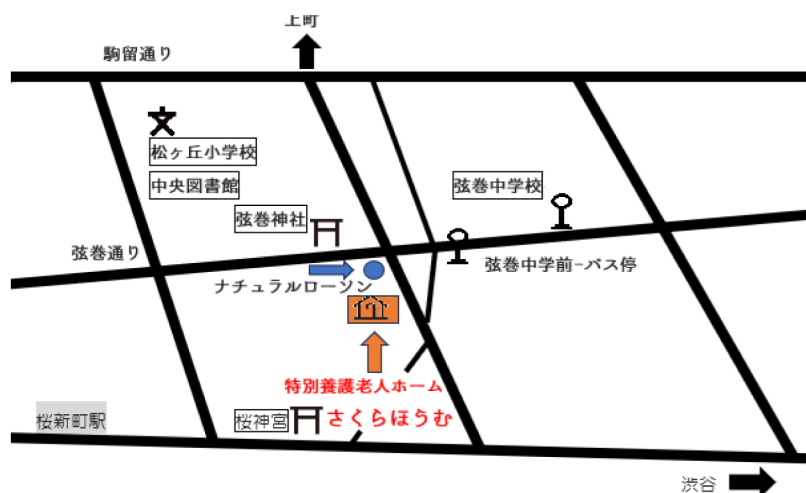 上町
駒留通り
松ヶ丘小学校
中央図書館
弦巻中学校
弦巻神社
弦巻通り
弦巻中学前-バス停
ナチュラルローソン
特別養護老人ホーム
さくらほうむ
桜神宮
桜新町駅
渋谷